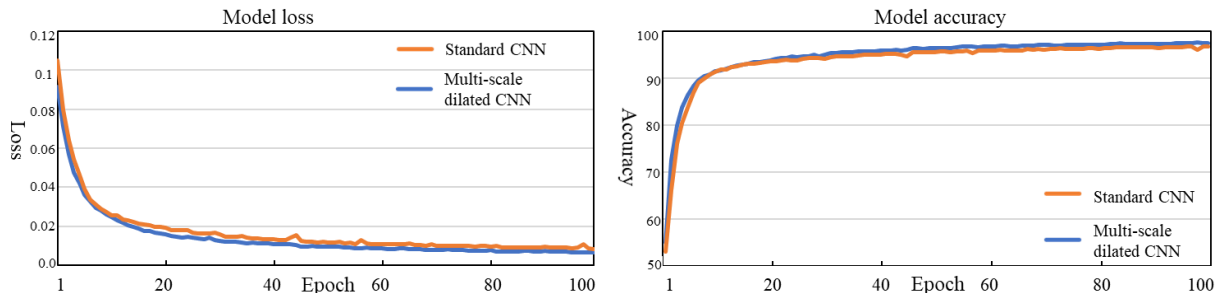 Model loss
0.12
0.1
0.08
0.06
0.04
0.02
0.0
Loss
Standard CNN
Multi-scale
dilated CNN
1 20 40 Epoch 60 80 100
Model accuracy
100
90
80
70
60
50
Accuracy
Standard CNN
Multi-scale
dilated CNN
1 20 40 Epoch 60 80 100